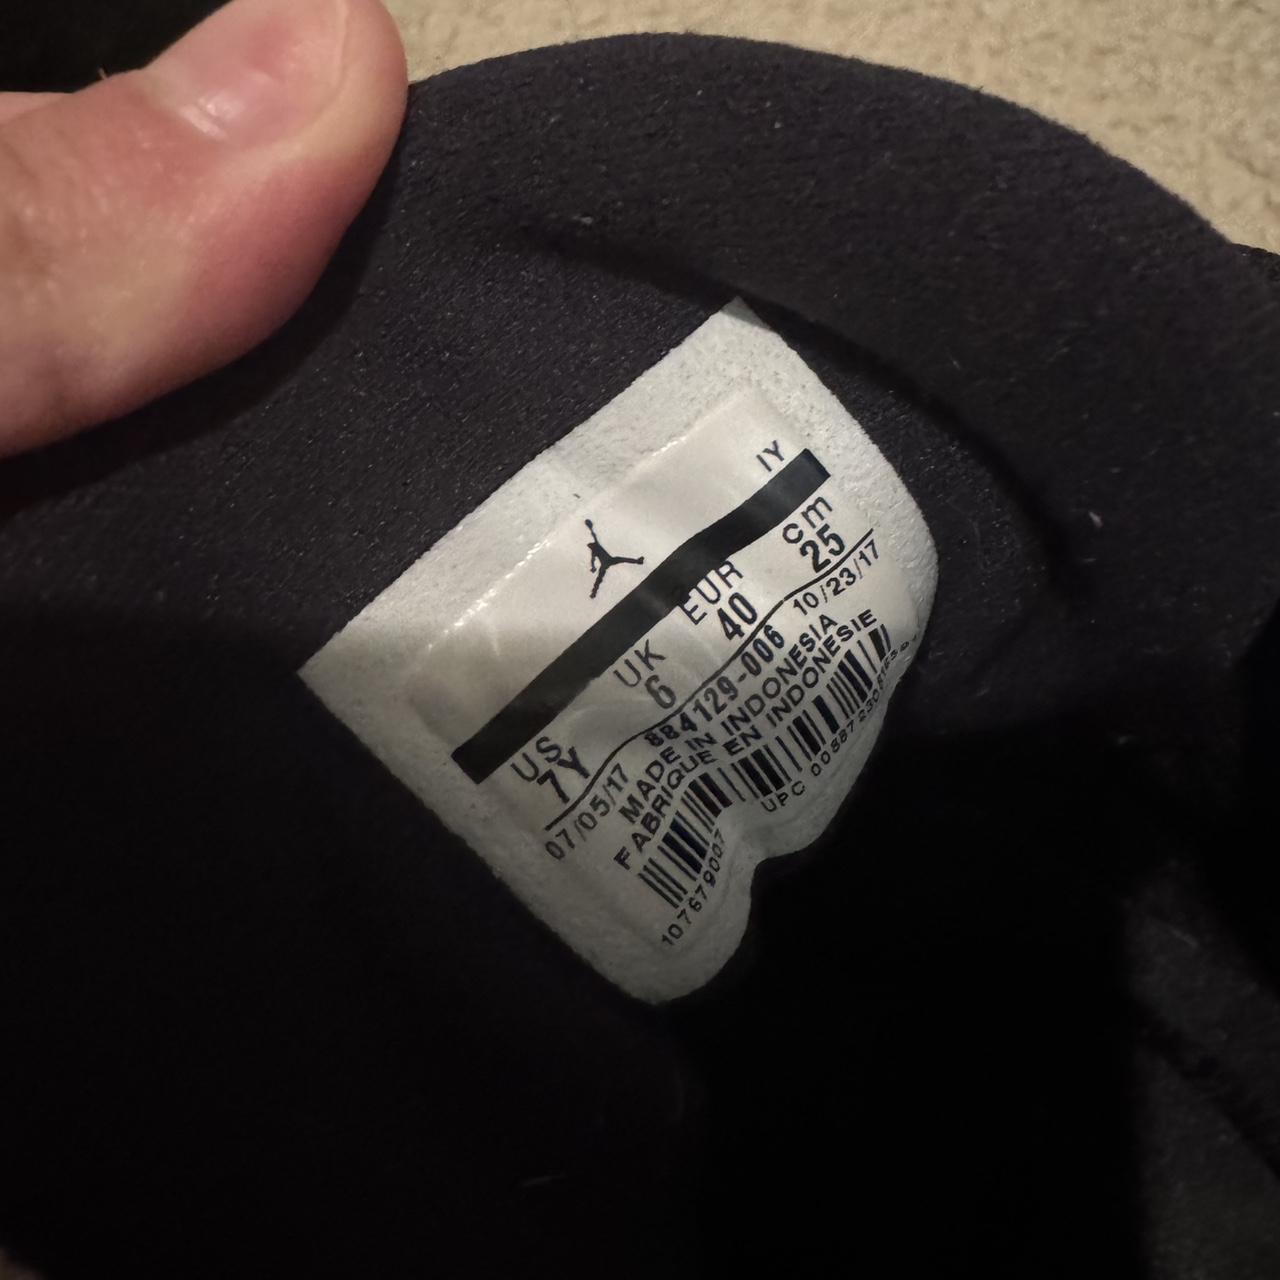 IY
US UK EUR cm
7Y 6 40 25
07/05/17 884129-006 10/23/17
MADE IN INDONESIA
FABRIQUE EN INDONESIE
107679007 UPC